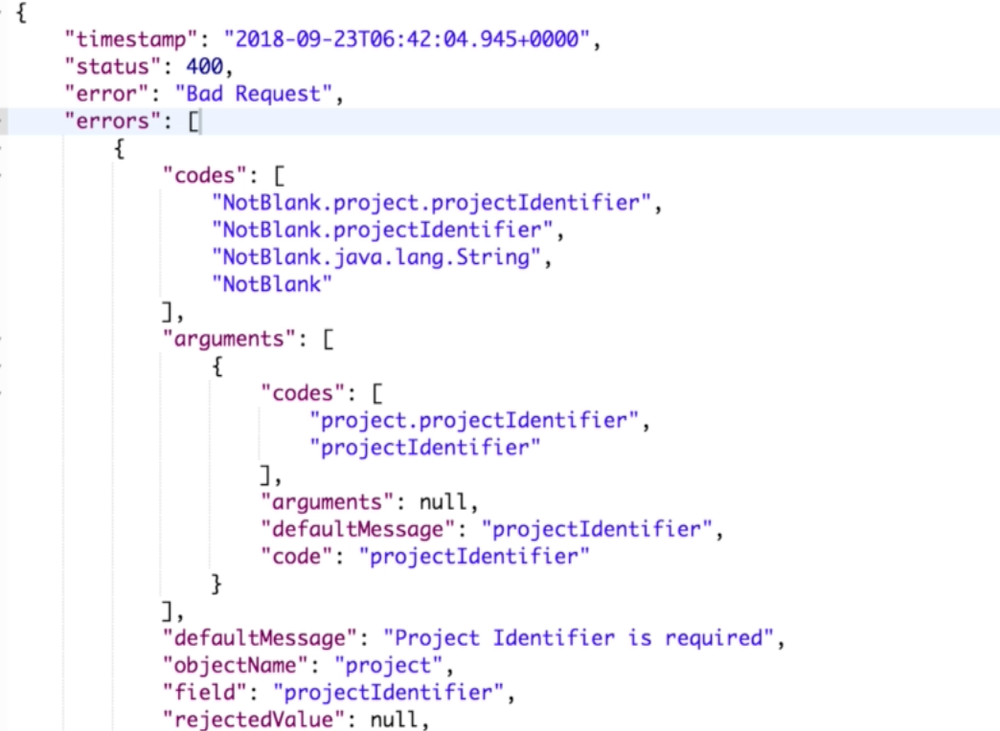 {
"timestamp": "2018-09-23T06:42:04.945+0000",
"status": 400,
"error": "Bad Request",
"errors": [
{
"codes": [
"NotBlank.project.projectIdentifier",
"NotBlank.projectIdentifier",
"NotBlank.java.lang.String",
"NotBlank"
],
"arguments": [
{
"codes": [
"project.projectIdentifier",
"projectIdentifier"
],
"arguments": null,
"defaultMessage": "projectIdentifier",
"code": "projectIdentifier"
}
],
"defaultMessage": "Project Identifier is required",
"objectName": "project",
"field": "projectIdentifier",
"rejectedValue": null,